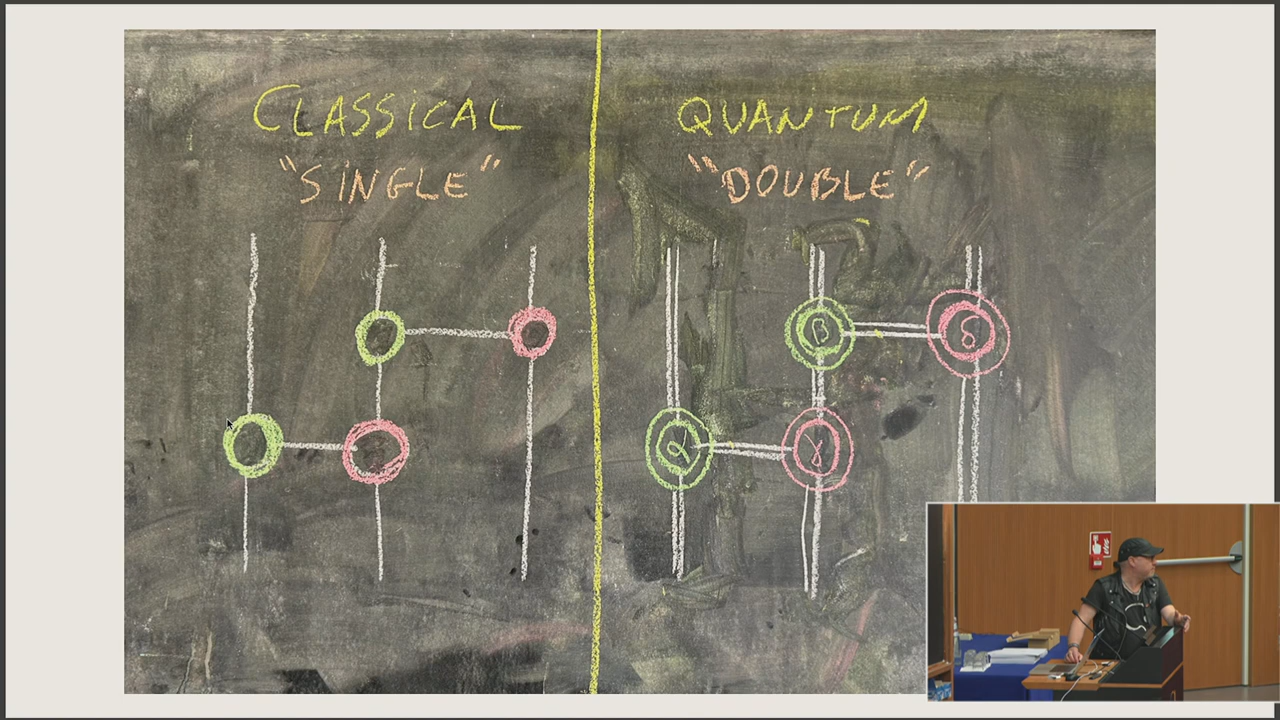 CLASSICAL
"SINGLE"
QUANTUM
"DOUBLE"
β δ
α γ